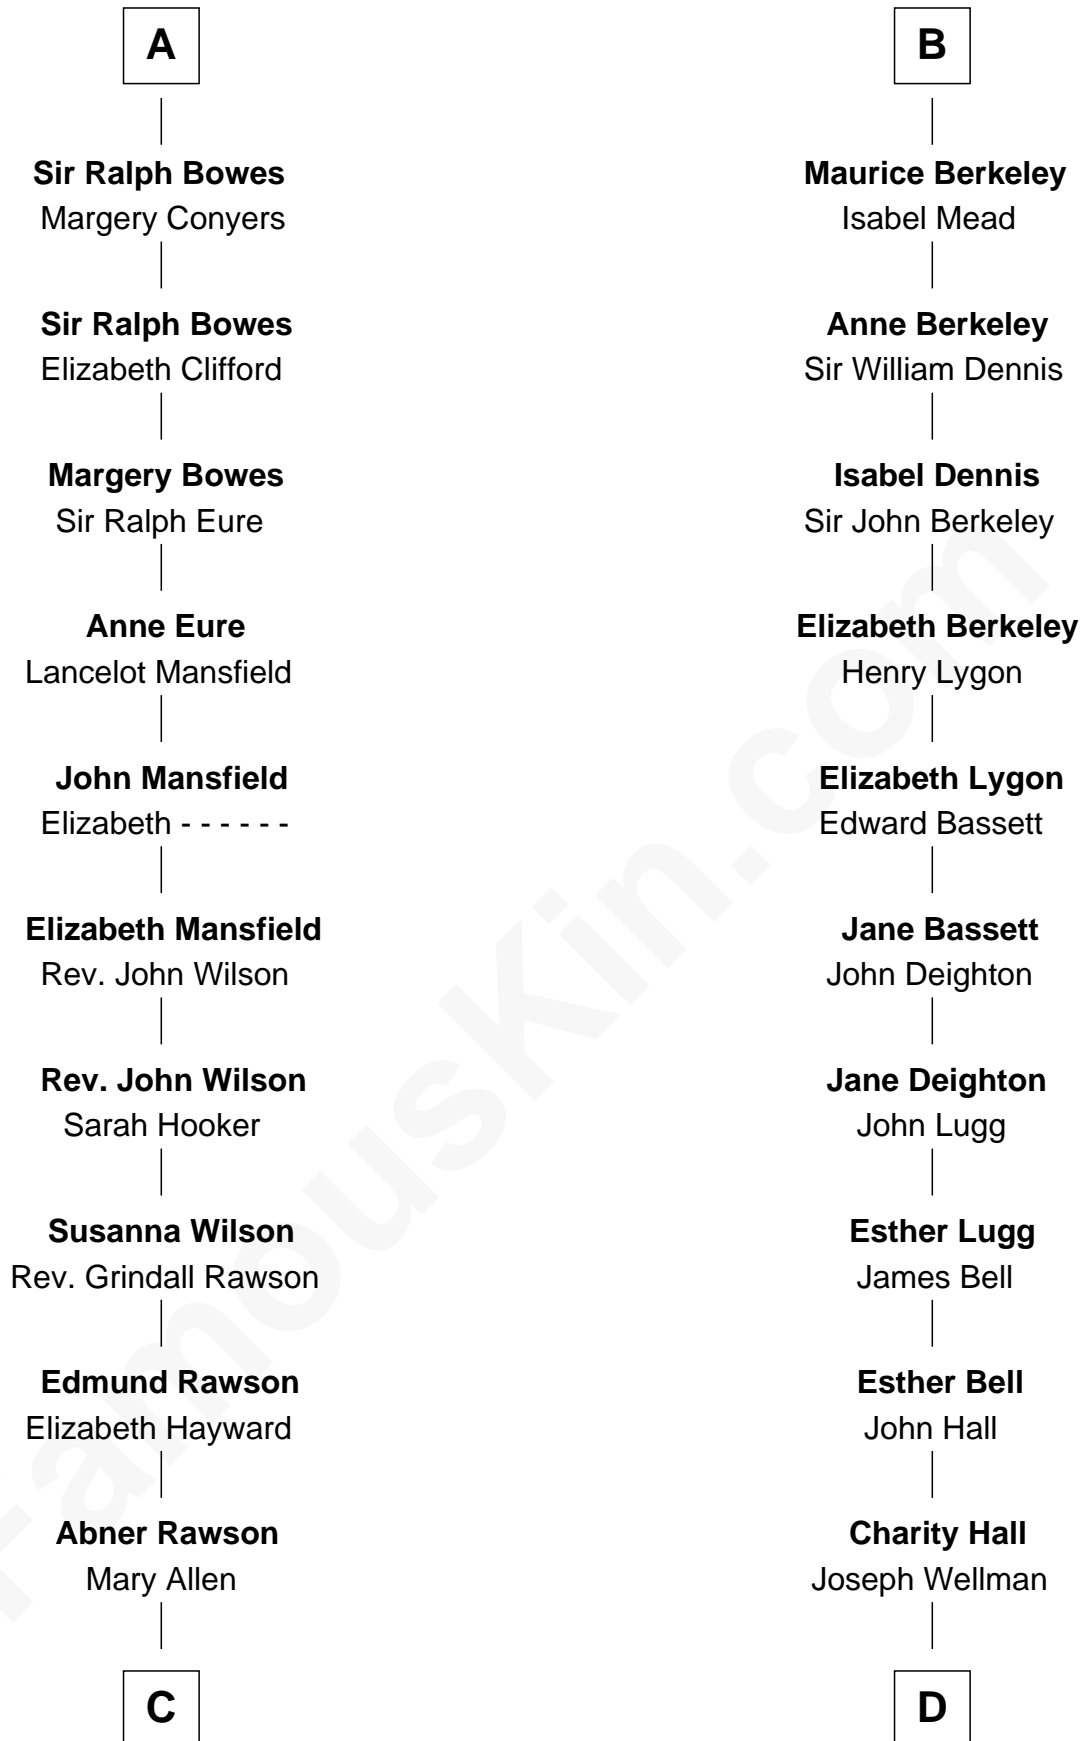 A
Sir Ralph Bowes
Margery Conyers
Sir Ralph Bowes
Elizabeth Clifford
Margery Bowes
Sir Ralph Eure
Anne Eure
Lancelot Mansfield
John Mansfield
Elizabeth - - - - - -
Elizabeth Mansfield
Rev. John Wilson
Rev. John Wilson
Sarah Hooker
Susanna Wilson
Rev. Grindall Rawson
Edmund Rawson
Elizabeth Hayward
Abner Rawson
Mary Allen
C
B
Maurice Berkeley
Isabel Mead
Anne Berkeley
Sir William Dennis
Isabel Dennis
Sir John Berkeley
Elizabeth Berkeley
Henry Lygon
Elizabeth Lygon
Edward Bassett
Jane Bassett
John Deighton
Jane Deighton
John Lugg
Esther Lugg
James Bell
Esther Bell
John Hall
Charity Hall
Joseph Wellman
D
FamousKin.com